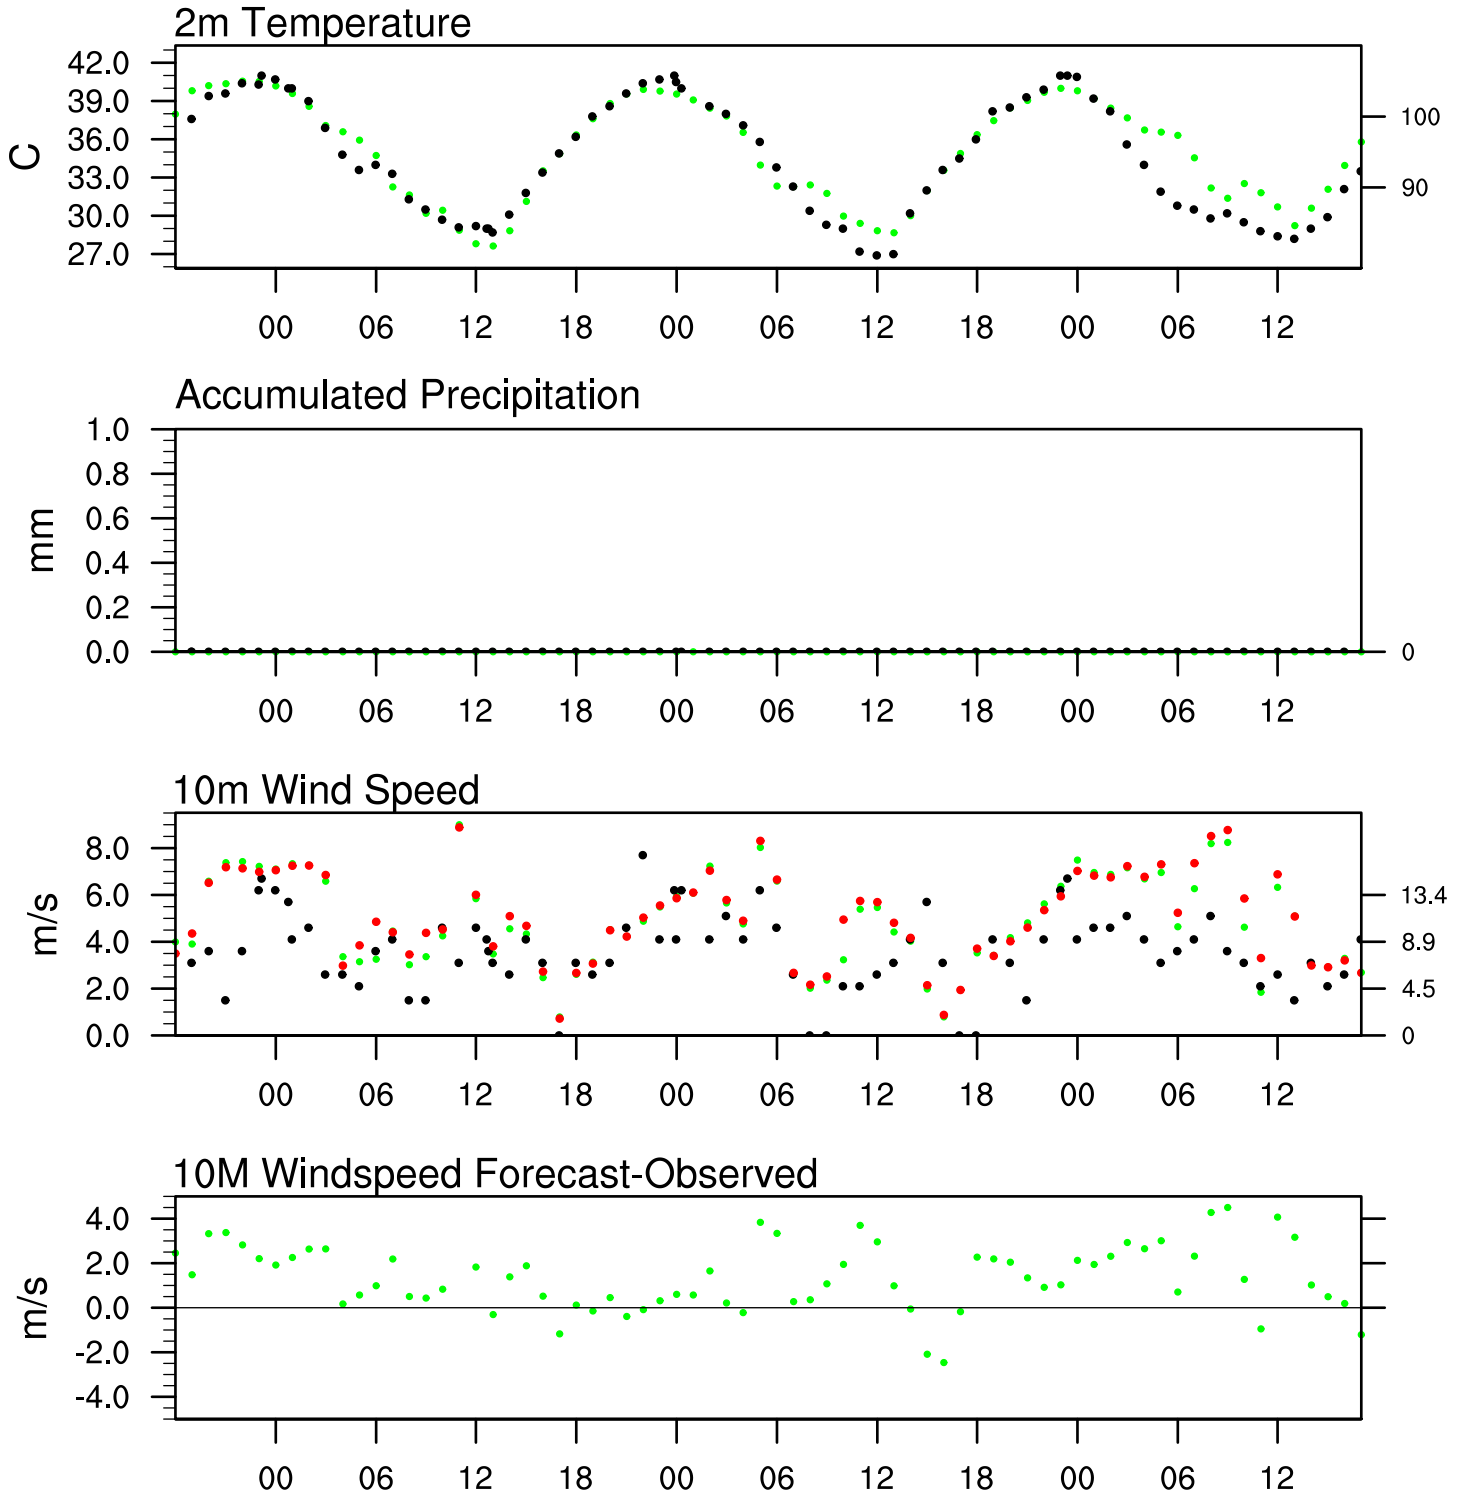 2m Temperature
42.0
39.0
36.0
33.0
30.0
27.0
C
100
90
00 06 12 18 00 06 12 18 00 06 12
Accumulated Precipitation
1.0
0.8
0.6
0.4
0.2
0.0
mm
0
00 06 12 18 00 06 12 18 00 06 12
10m Wind Speed
8.0
6.0
4.0
2.0
0.0
m/s
13.4
8.9
4.5
0
00 06 12 18 00 06 12 18 00 06 12
10M Windspeed Forecast-Observed
4.0
2.0
0.0
-2.0
-4.0
m/s
00 06 12 18 00 06 12 18 00 06 12